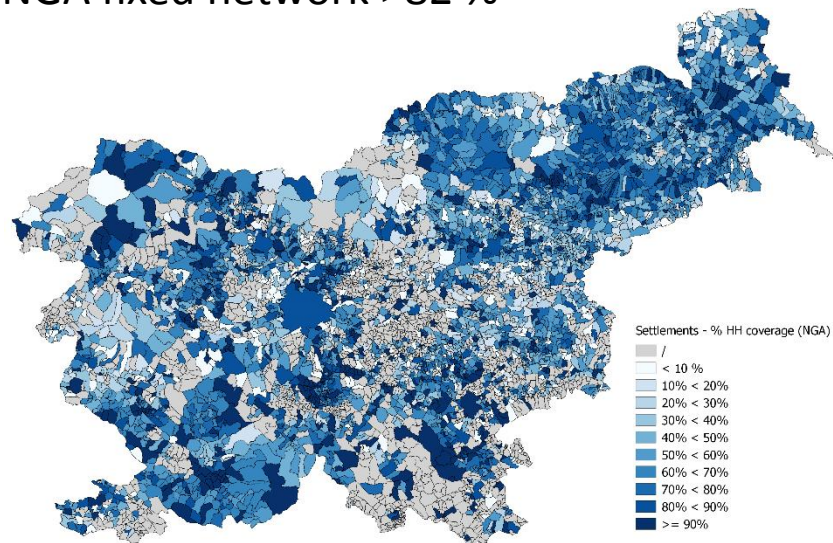 NGA fixed network > 82 %
Settlements - % HH coverage (NGA)
/
< 10 %
10% < 20%
20% < 30%
30% < 40%
40% < 50%
50% < 60%
60% < 70%
70% < 80%
80% < 90%
>= 90%